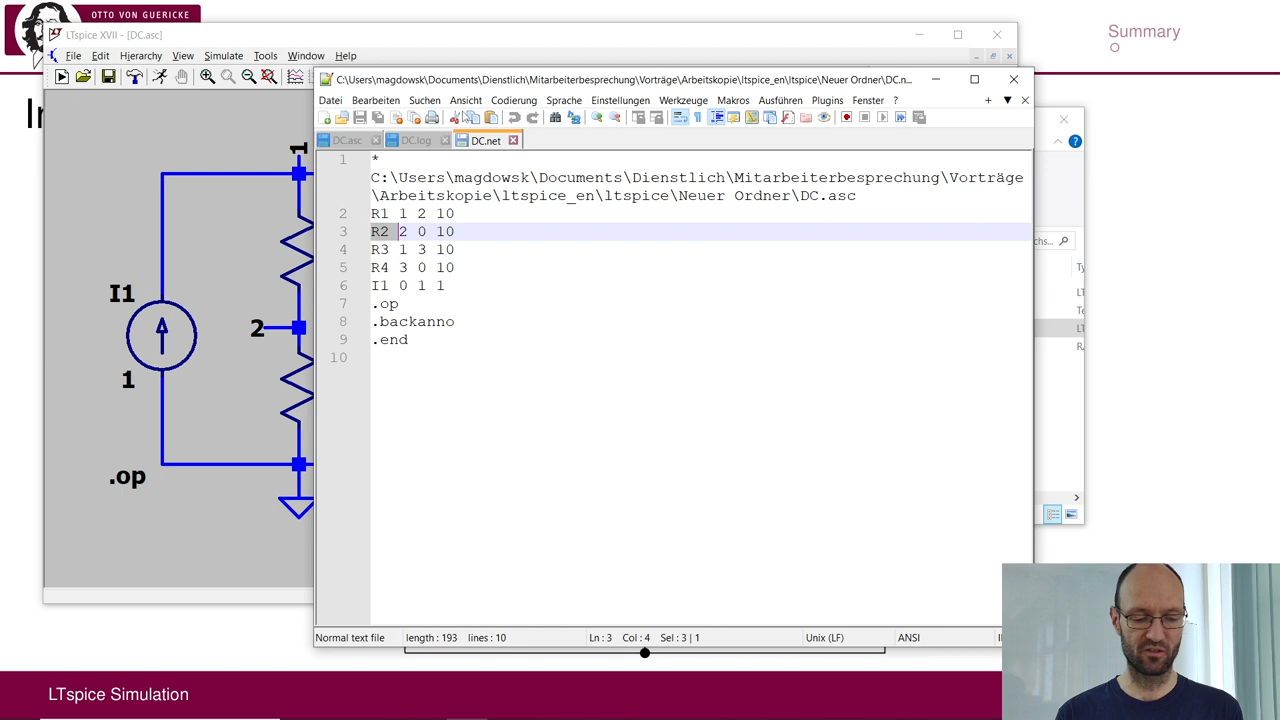 OTTO VON GUERICKE
Summary
LTspice XVII - [DC.asc]
File Edit Hierarchy View Simulate Tools Window Help
C:\Users\magdowsk\Documents\Dienstlich\Mitarbeiterbesprechung\Vorträge\Arbeitskopie\ltspice_en\ltspice\Neuer Ordner\DC.n...
Datei Bearbeiten Suchen Ansicht Codierung Sprache Einstellungen Werkzeuge Makros Ausführen Plugins Fenster ?
DC.asc DC.log DC.net
1 *
C:\Users\magdowsk\Documents\Dienstlich\Mitarbeiterbesprechung\Vorträge
\Arbeitskopie\ltspice_en\ltspice\Neuer Ordner\DC.asc
2 R1 1 2 10
3 R2 2 0 10
4 R3 1 3 10
5 R4 3 0 10
6 I1 0 1 1
7 .op
8 .backanno
9 .end
10
1
I1
2
1
.op
Normal text file length : 193 lines : 10 Ln : 3 Col : 4 Sel : 3 | 1 Unix (LF) ANSI
LTspice Simulation